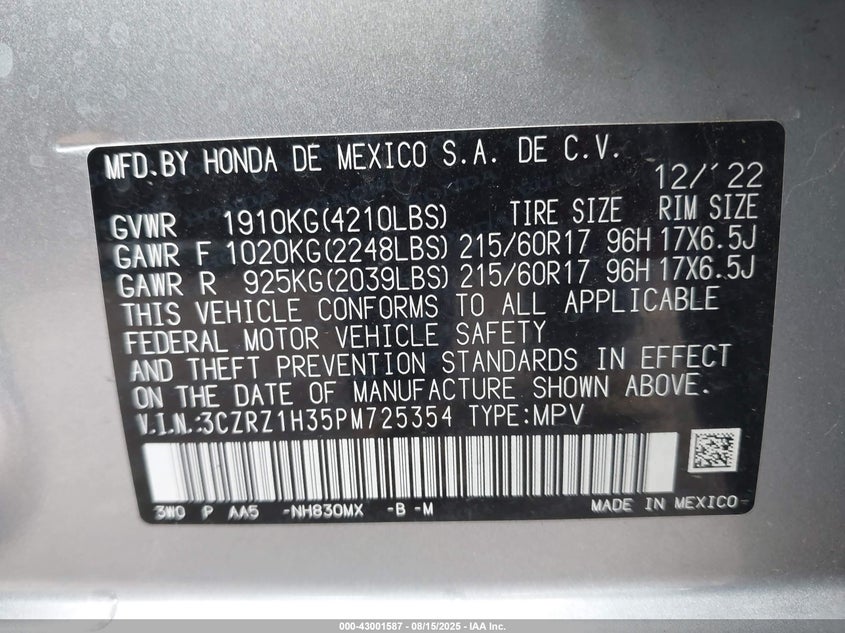 MFD.BY HONDA DE MEXICO S.A. DE C.V.
12/'22
GVWR 1910KG(4210LBS) TIRE SIZE RIM SIZE
GAWR F 1020KG(2248LBS) 215/60R17 96H 17X6.5J
GAWR R 925KG(2039LBS) 215/60R17 96H 17X6.5J
THIS VEHICLE CONFORMS TO ALL APPLICABLE
FEDERAL MOTOR VEHICLE SAFETY
AND THEFT PREVENTION STANDARDS IN EFFECT
ON THE DATE OF MANUFACTURE SHOWN ABOVE.
V.I.N.:3CZRZ1H35PM725354 TYPE:MPV
3W0 P AA5 -NH830MX -B -M MADE IN MEXICO
000-43001587 - 08/15/2025 - IAA Inc.